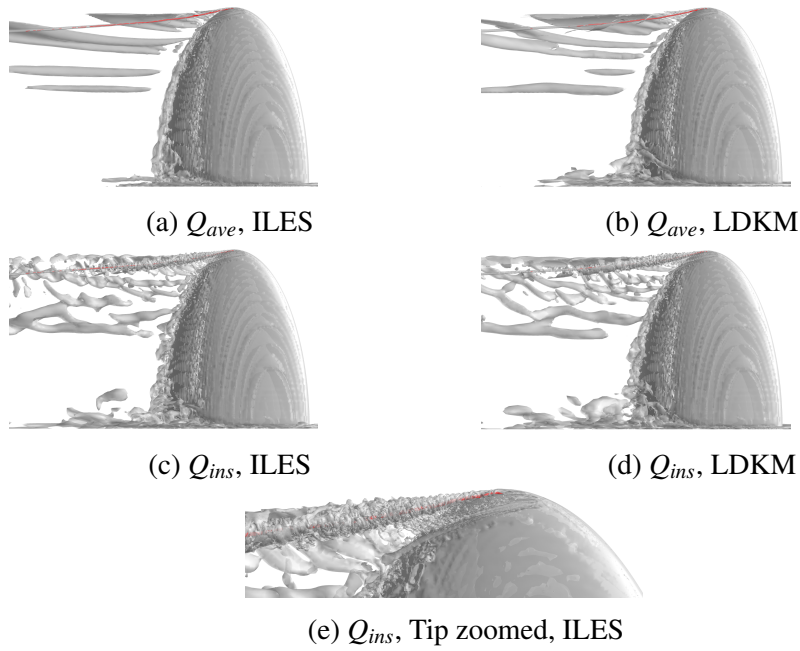 (a) Q_ave, ILES
(b) Q_ave, LDKM
(c) Q_ins, ILES
(d) Q_ins, LDKM
(e) Q_ins, Tip zoomed, ILES